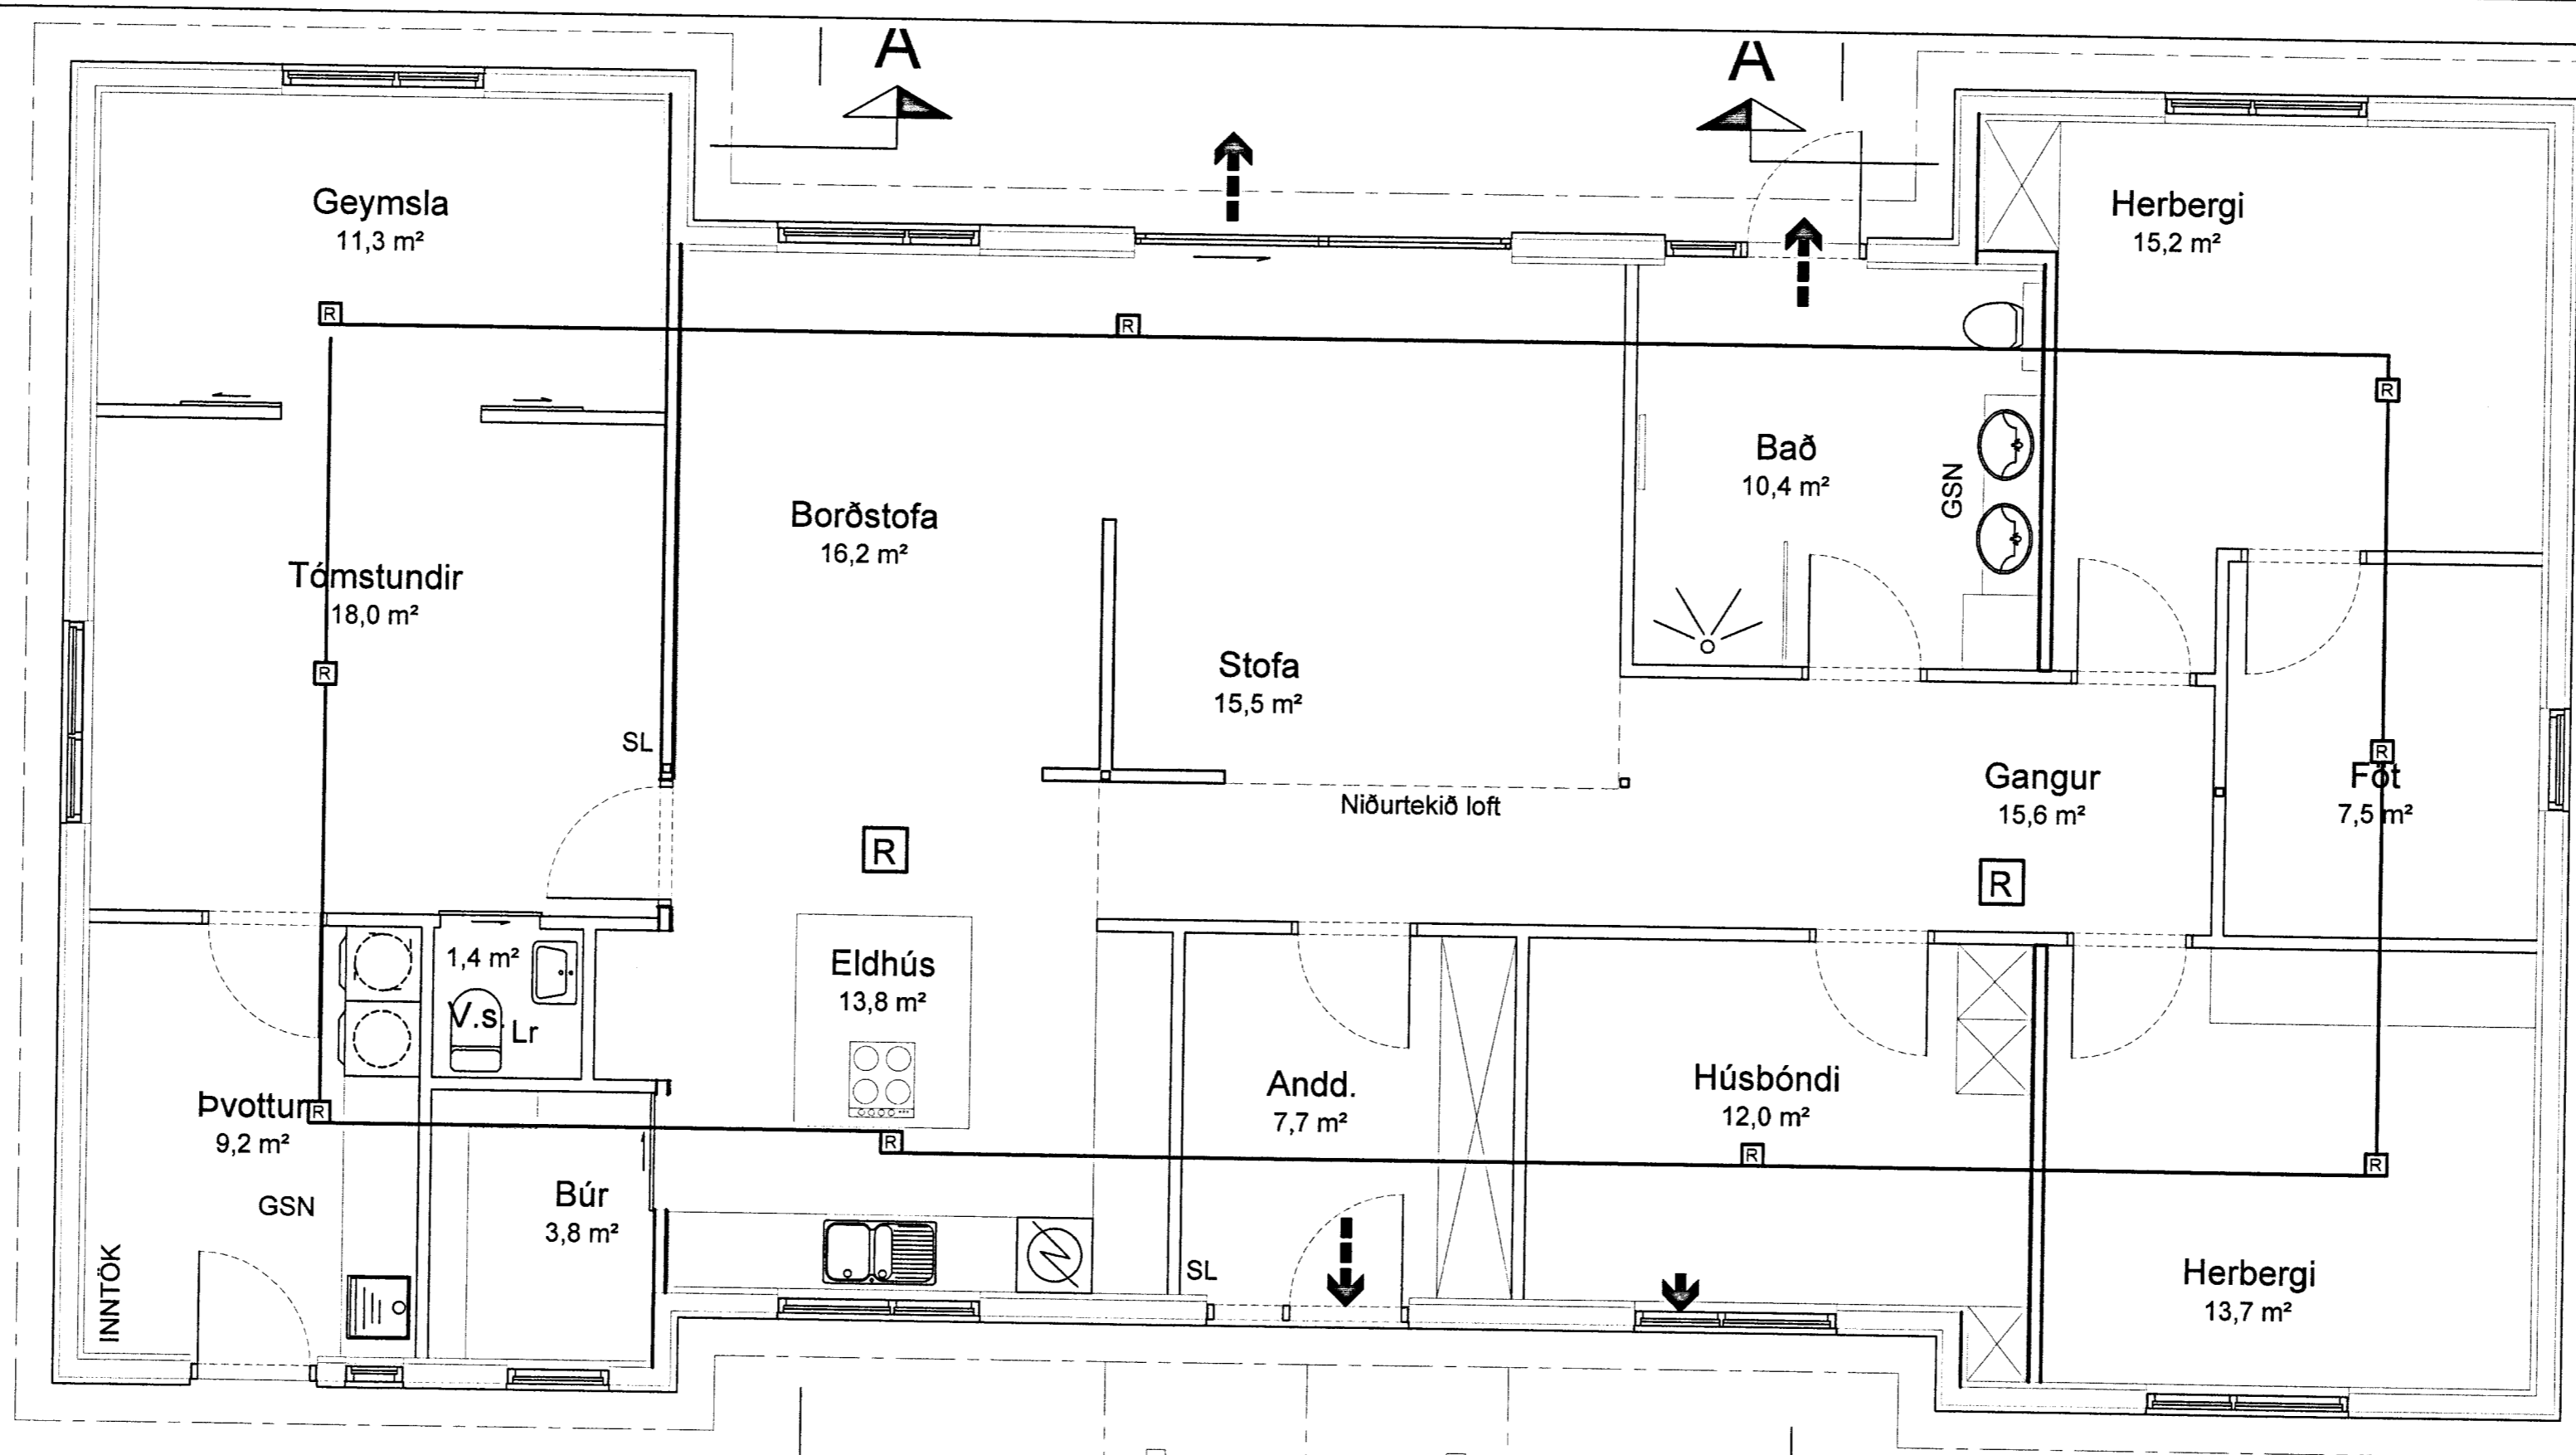 A
A
Geymsla
11,3 m²
Herbergi
15,2 m²
R
R
R
Bað
10,4 m²
GSN
Borðstofa
16,2 m²
Tómstundir
18,0 m²
R
Stofa
15,5 m²
SL
R
Gangur
15,6 m²
Föt
7,5 m²
Niðurtekið loft
R
R
1,4 m²
V.s.
Lr
Eldhús
13,8 m²
Andd.
7,7 m²
Húsbóndi
12,0 m²
Þvottur
9,2 m²
R
R
R
R
GSN
Búr
3,8 m²
INNTÖK
SL
Herbergi
13,7 m²